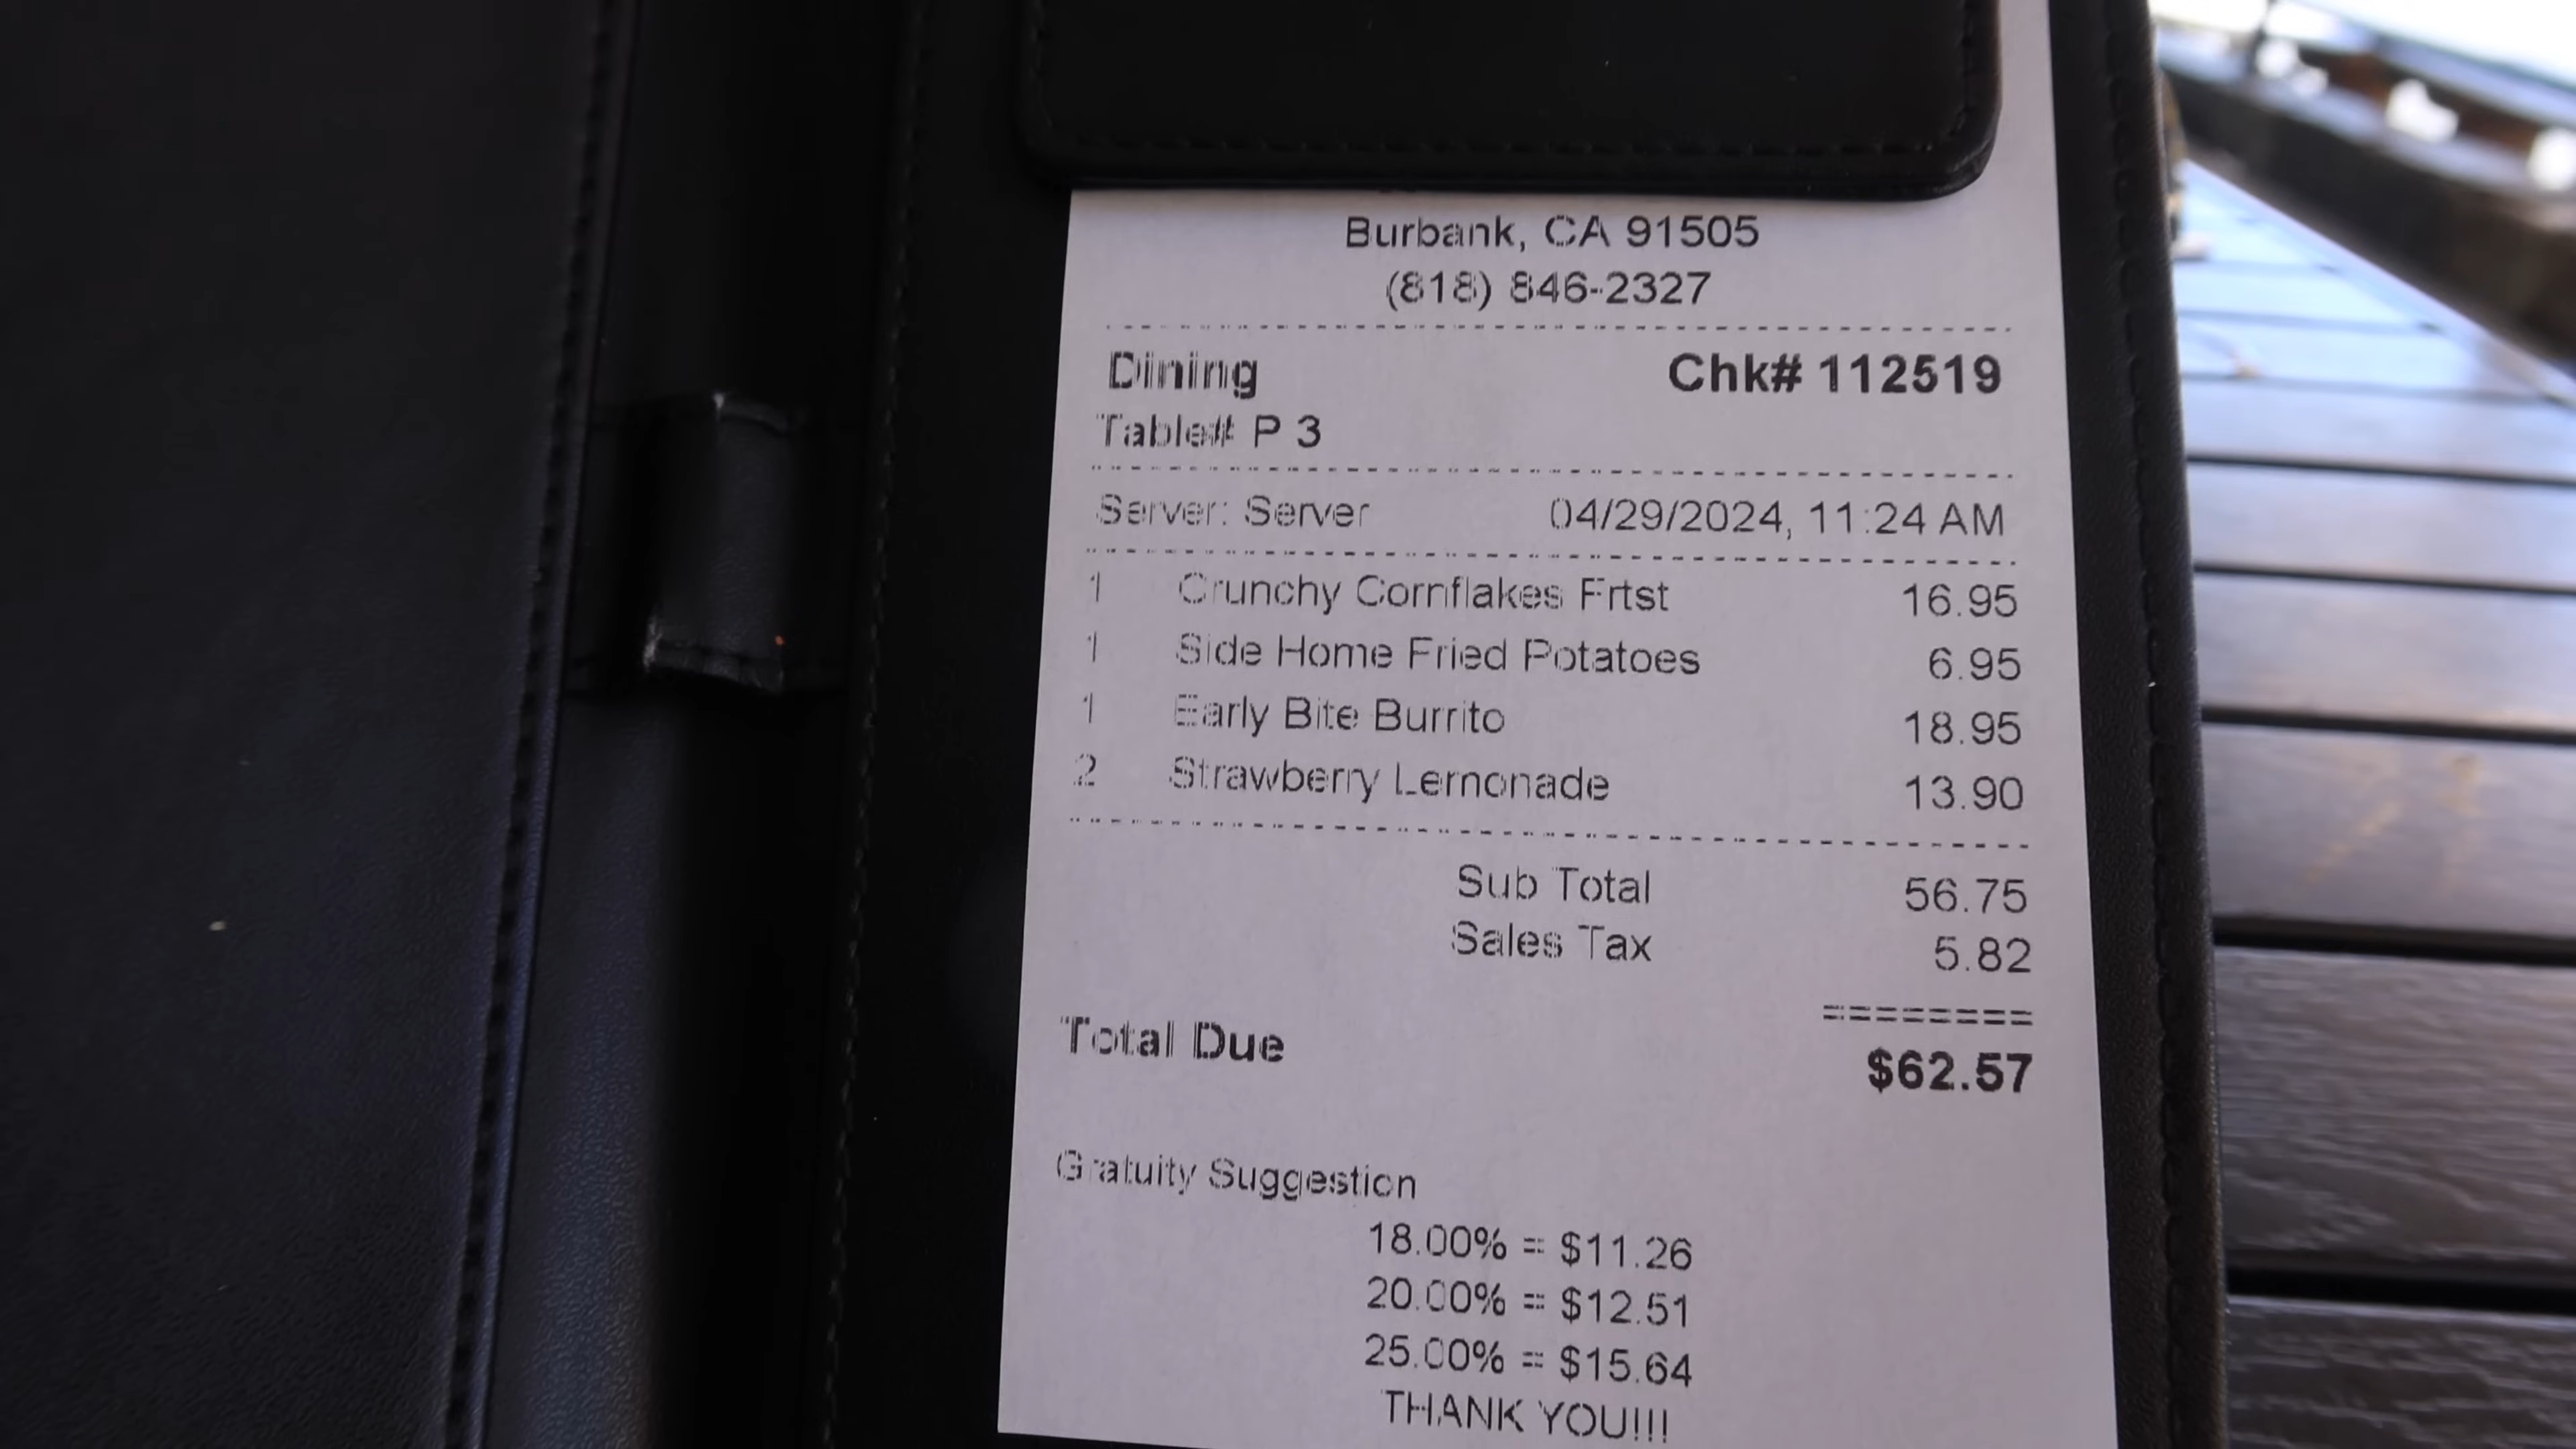 Burbank, CA 91505
(818) 846-2327
Dining Chk# 112519
Table# P 3
Server: Server 04/29/2024, 11:24 AM
1 Crunchy Cornflakes Frtst 16.95
1 Side Home Fried Potatoes 6.95
1 Early Bite Burrito 18.95
2 Strawberry Lemonade 13.90
Sub Total 56.75
Sales Tax 5.82
========
Total Due $62.57
Gratuity Suggestion
18.00% = $11.26
20.00% = $12.51
25.00% = $15.64
THANK YOU!!!